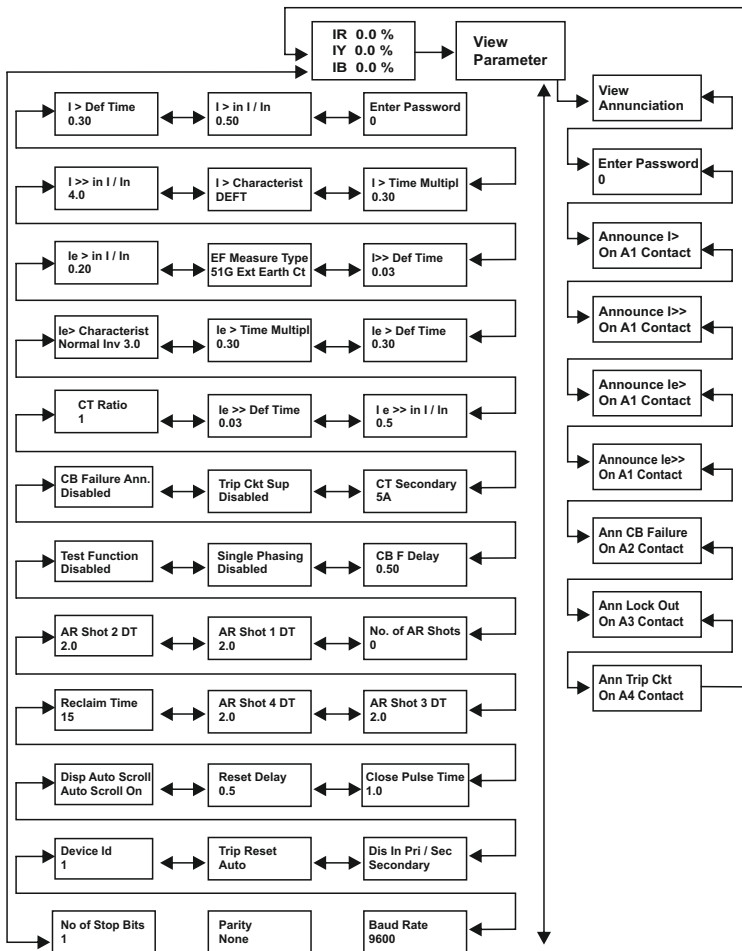 IR 0.0 %
IY 0.0 %
IB 0.0 %
View
Parameter
View
Annunciation
I > Def Time
0.30
I > in I / In
0.50
Enter Password
0
Enter Password
0
I >> in I / In
4.0
I > Characterist
DEFT
I > Time Multipl
0.30
Announce I>
On A1 Contact
Ie > in I / In
0.20
EF Measure Type
51G Ext Earth Ct
I>> Def Time
0.03
Announce I>>
On A1 Contact
Ie> Characterist
Normal Inv 3.0
Ie > Time Multipl
0.30
Ie > Def Time
0.30
Announce Ie>
On A1 Contact
CT Ratio
1
Ie >> Def Time
0.03
I e >> in I / In
0.5
Announce Ie>>
On A1 Contact
CB Failure Ann.
Disabled
Trip Ckt Sup
Disabled
CT Secondary
5A
Ann CB Failure
On A2 Contact
Test Function
Disabled
Single Phasing
Disabled
CB F Delay
0.50
Ann Lock Out
On A3 Contact
AR Shot 2 DT
2.0
AR Shot 1 DT
2.0
No. of AR Shots
0
Ann Trip Ckt
On A4 Contact
Reclaim Time
15
AR Shot 4 DT
2.0
AR Shot 3 DT
2.0
Disp Auto Scroll
Auto Scroll On
Reset Delay
0.5
Close Pulse Time
1.0
Device Id
1
Trip Reset
Auto
Dis In Pri / Sec
Secondary
No of Stop Bits
1
Parity
None
Baud Rate
9600